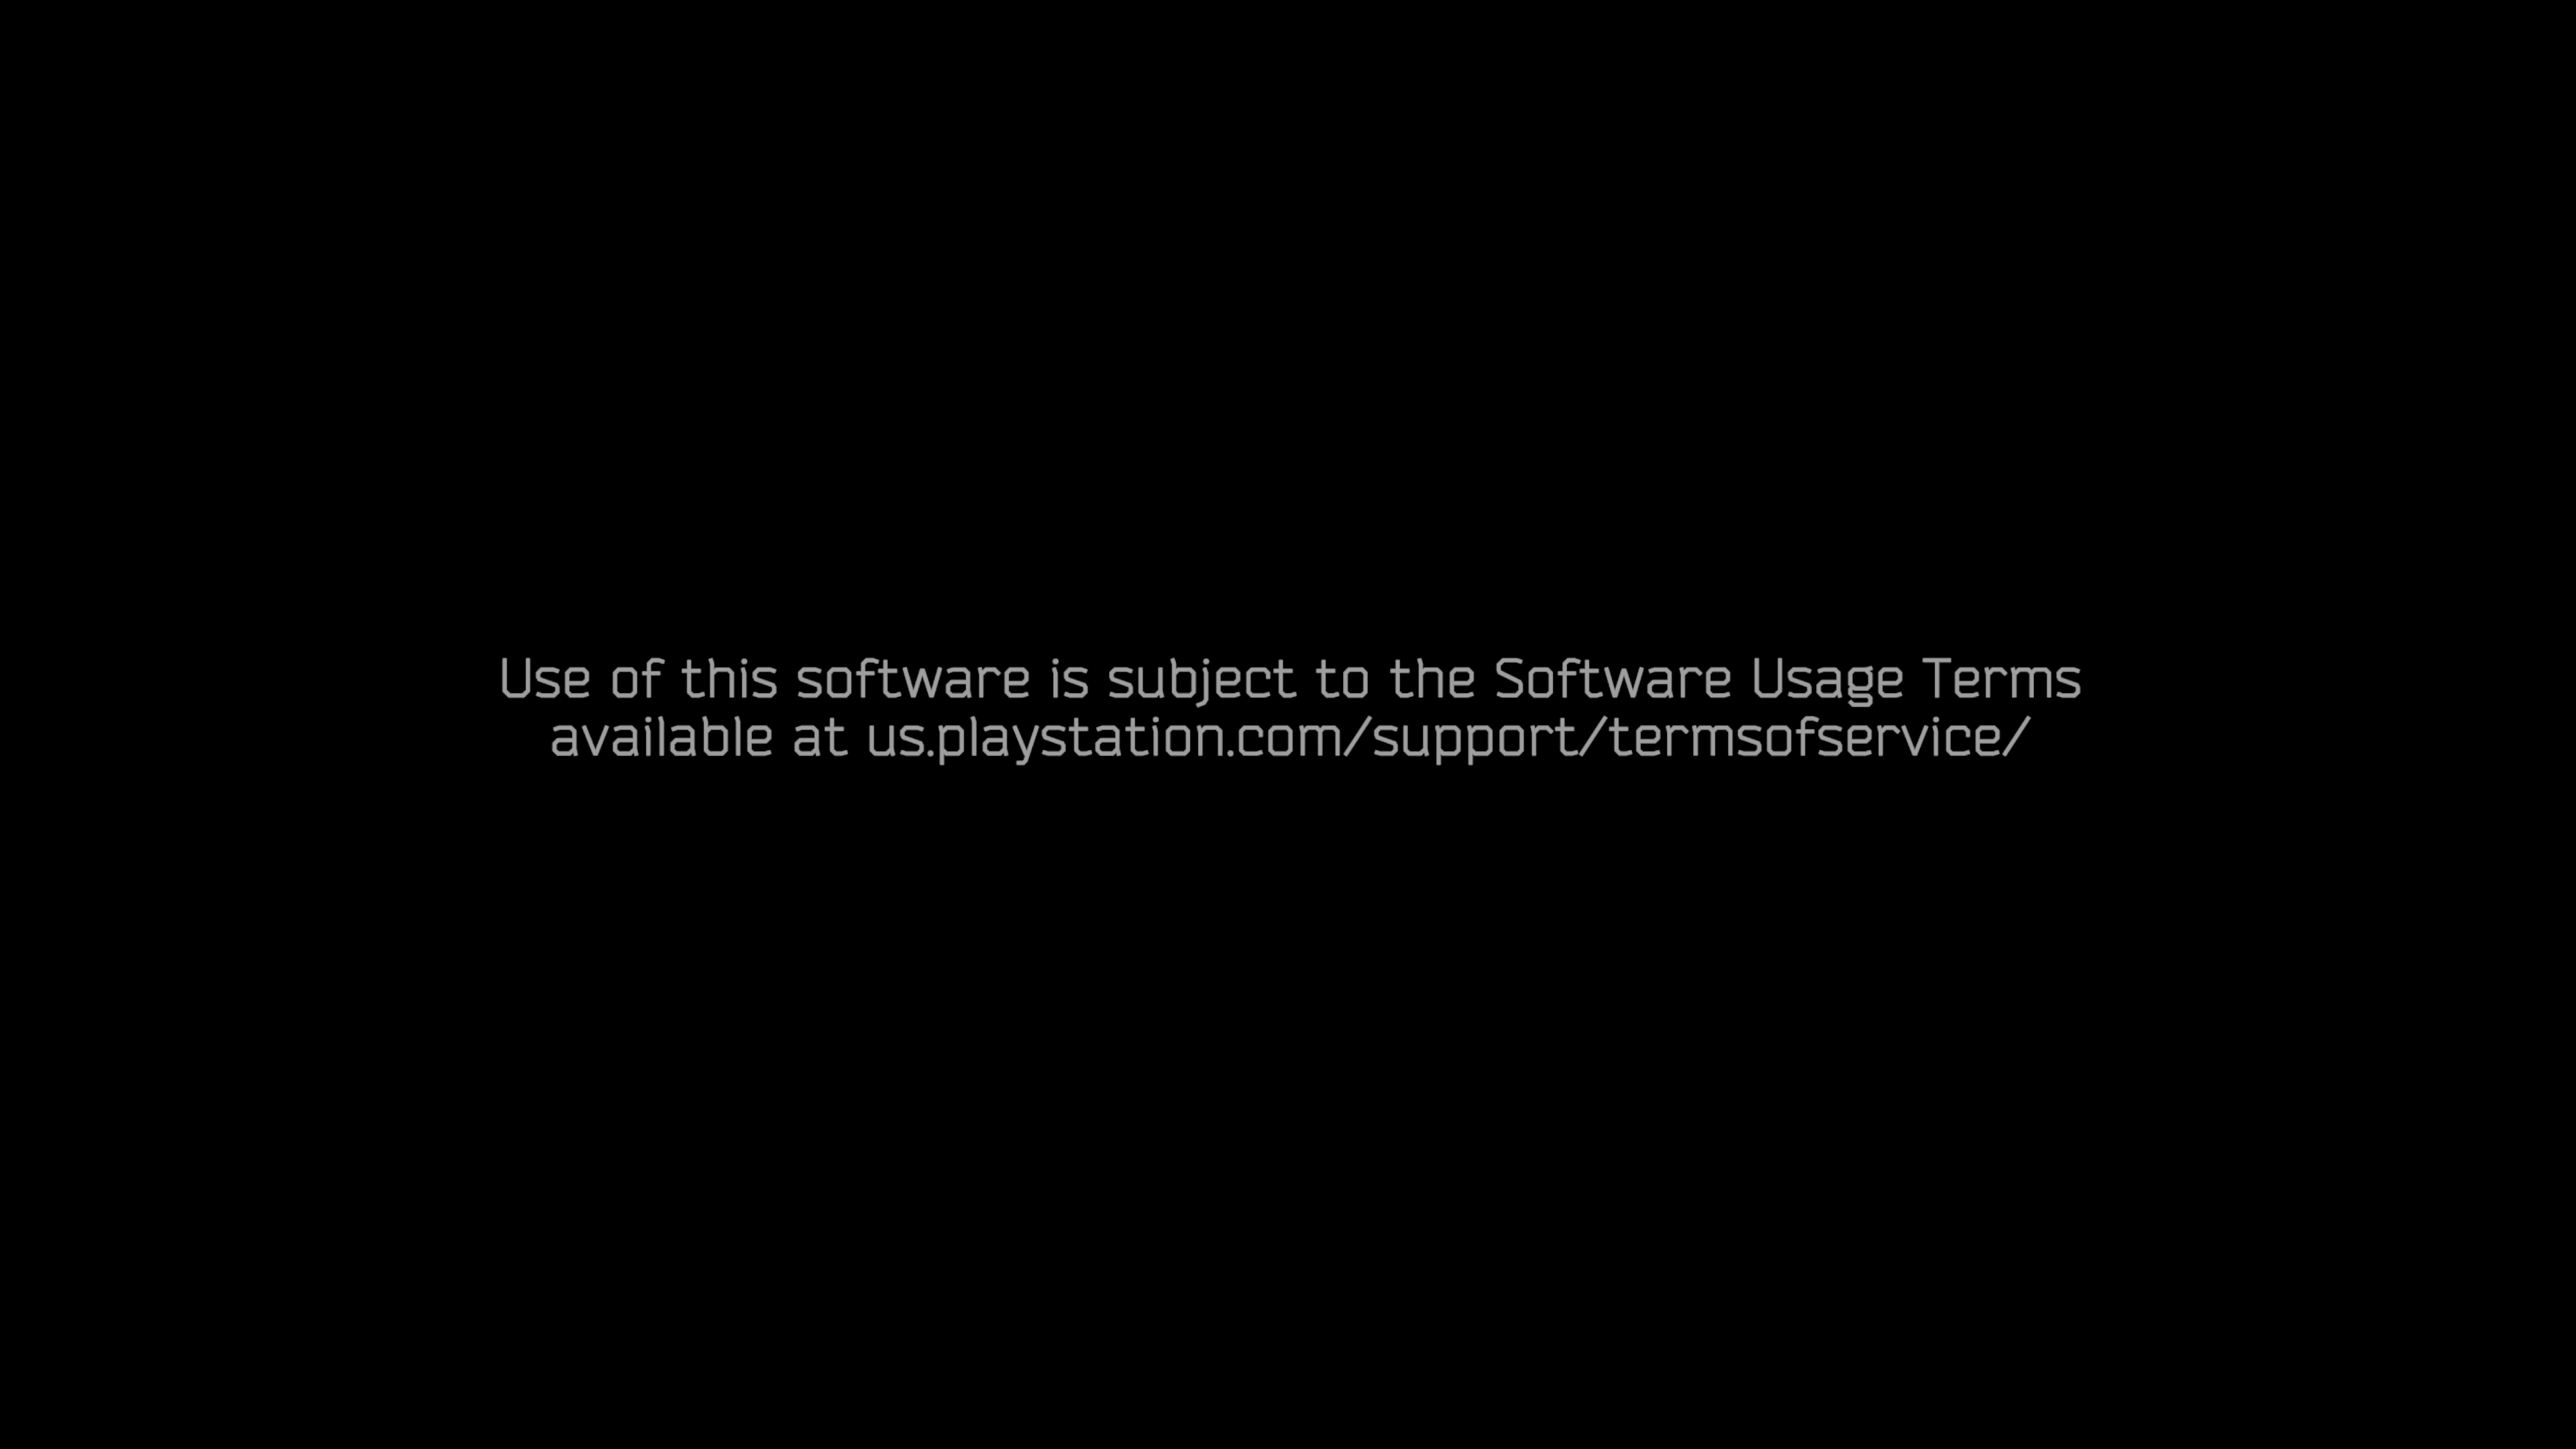 Use of this software is subject to the Software Usage Terms
available at us.playstation.com/support/termsofservice/